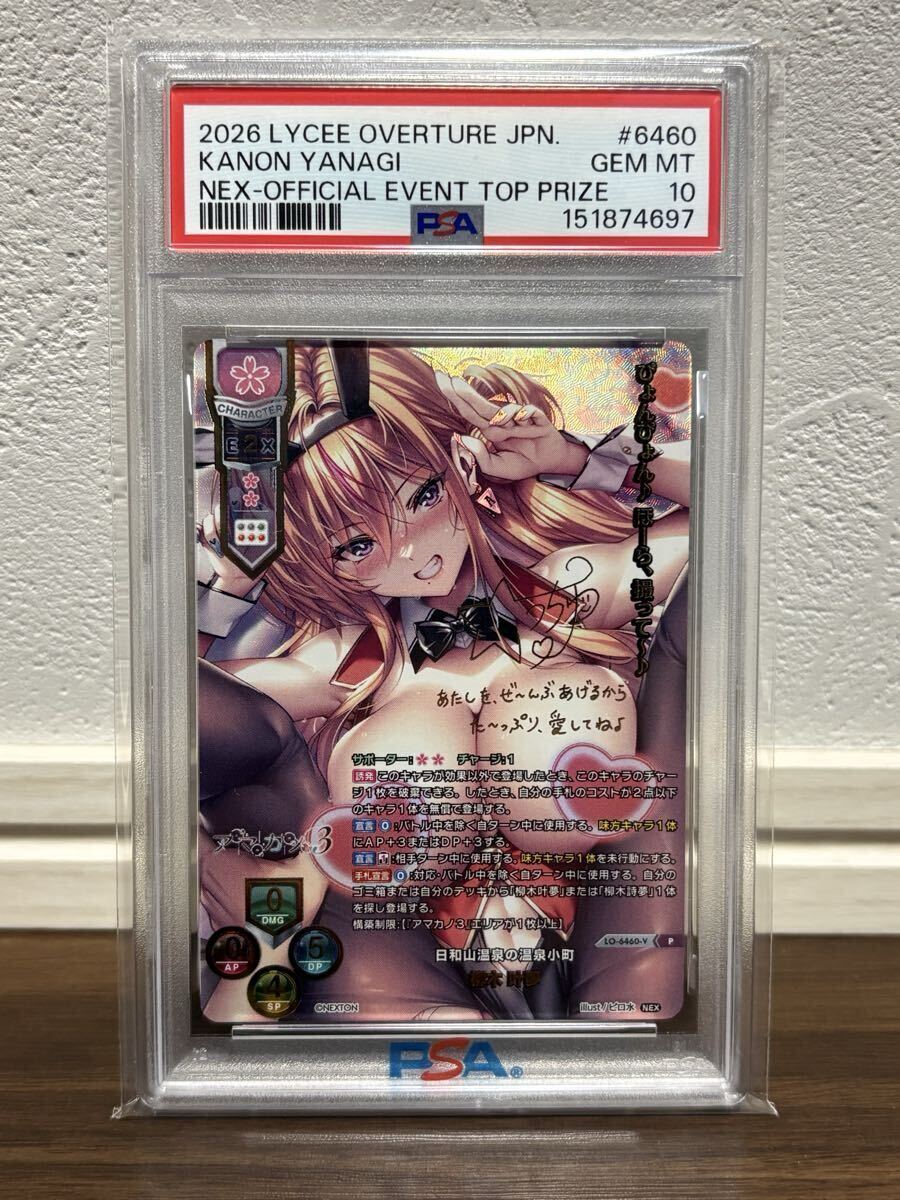 2026 LYCEE OVERTURE JPN. #6460
KANON YANAGI GEM MT
NEX-OFFICIAL EVENT TOP PRIZE 10
PSA 151874697
CHARACTER
E2X
ぴょんぴょん♪ほーら、撮って〜♪
あたしを、ぜ〜んぶあげるから
た〜っぷり、愛してねよ
サポーター: チャージ:1
誘発 このキャラが効果以外で登場したとき、このキャラのチャー
ジ1枚を破棄できる。したとき、自分の手札のコストが2点以下
のキャラ1体を無償で登場する。
宣言 0:バトル中を除く自ターン中に使用する。味方キャラ1体
にAP+3またはDP+3する。
宣言 :相手ターン中に使用する。味方キャラ1体を未行動にする。
手札宣言 0:対応・バトル中を除く自ターン中に使用する。自分の
ゴミ箱または自分のデッキから「柳木叶夢」または「柳木詩夢」1体
を探し登場する。
構築制限:[「アマカノ3」エリアが1枚以上]
アマカノ3
0
DMG
0
AP
5
DP
4
SP
LO-6460-V P
日和山温泉の温泉小町
©NEXTON
illust/ピロ水 NEX
PSA®